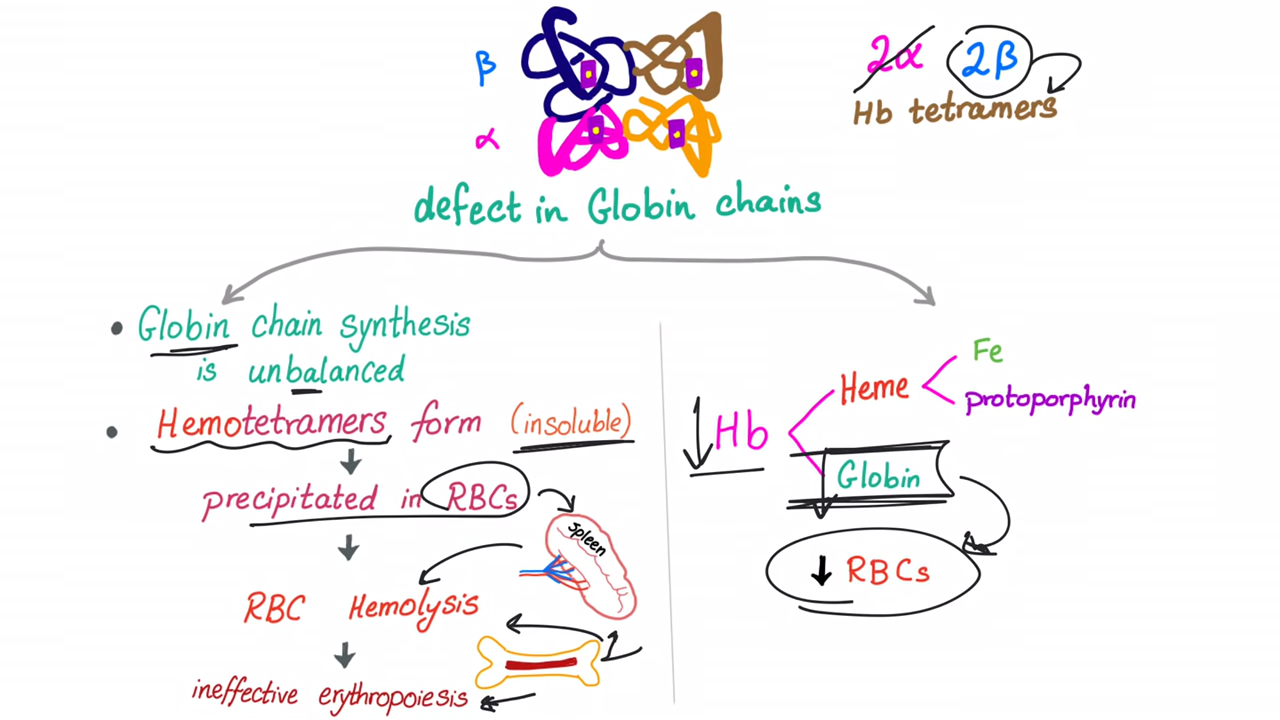 β
α
2α 2β
Hb tetramers
defect in Globin chains
• Globin chain synthesis
is unbalanced
• Hemotetramers form (insoluble)
precipitated in RBCs
spleen
RBC Hemolysis
1
ineffective erythropoiesis
Fe
Heme
protoporphyrin
↓ Hb
Globin
↓ RBCs